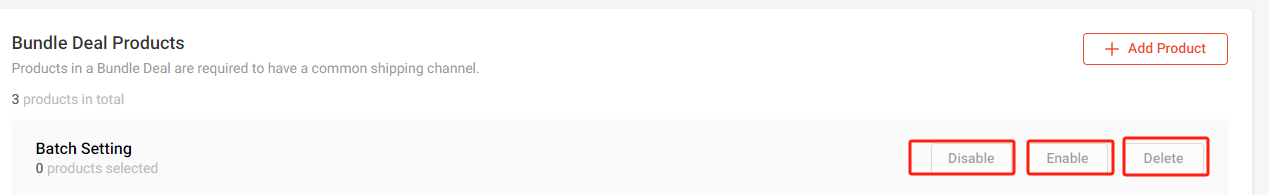 Bundle Deal Products
Products in a Bundle Deal are required to have a common shipping channel.
+ Add Product
3 products in total
Batch Setting
0 products selected
Disable
Enable
Delete